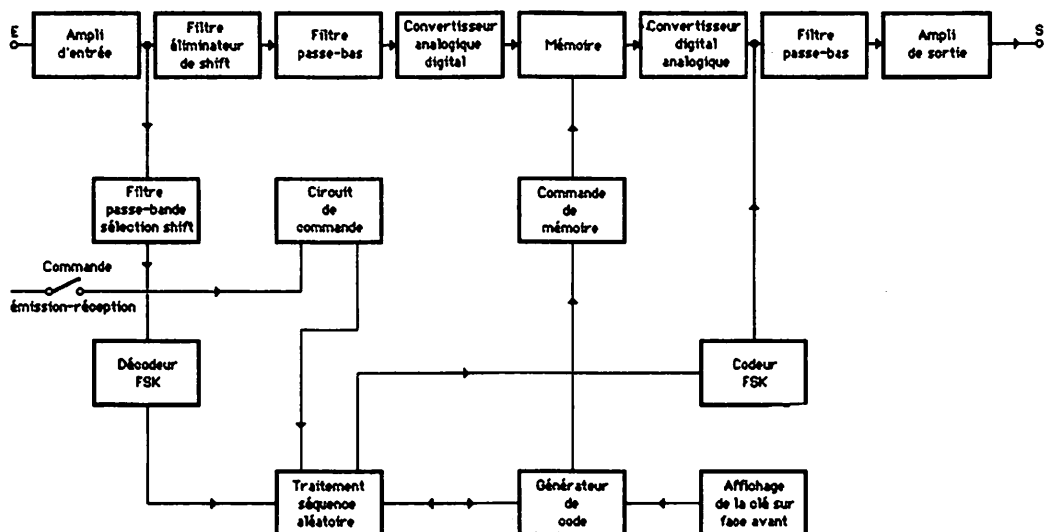 E
Ampli
d'entrée
Filtre
éliminateur
de shift
Filtre
passe-bas
Convertisseur
analogique
digital
Mémoire
Convertisseur
digital
analogique
Filtre
passe-bas
Ampli
de sortie
S
Filtre
passe-bande
sélection shift
Circuit
de
commande
Commande
de
mémoire
Commande
émission-réception
Décodeur
FSK
Codeur
FSK
Traitement
séquence
aléatoire
Générateur
de
code
Affichage
de la clé sur
face avant